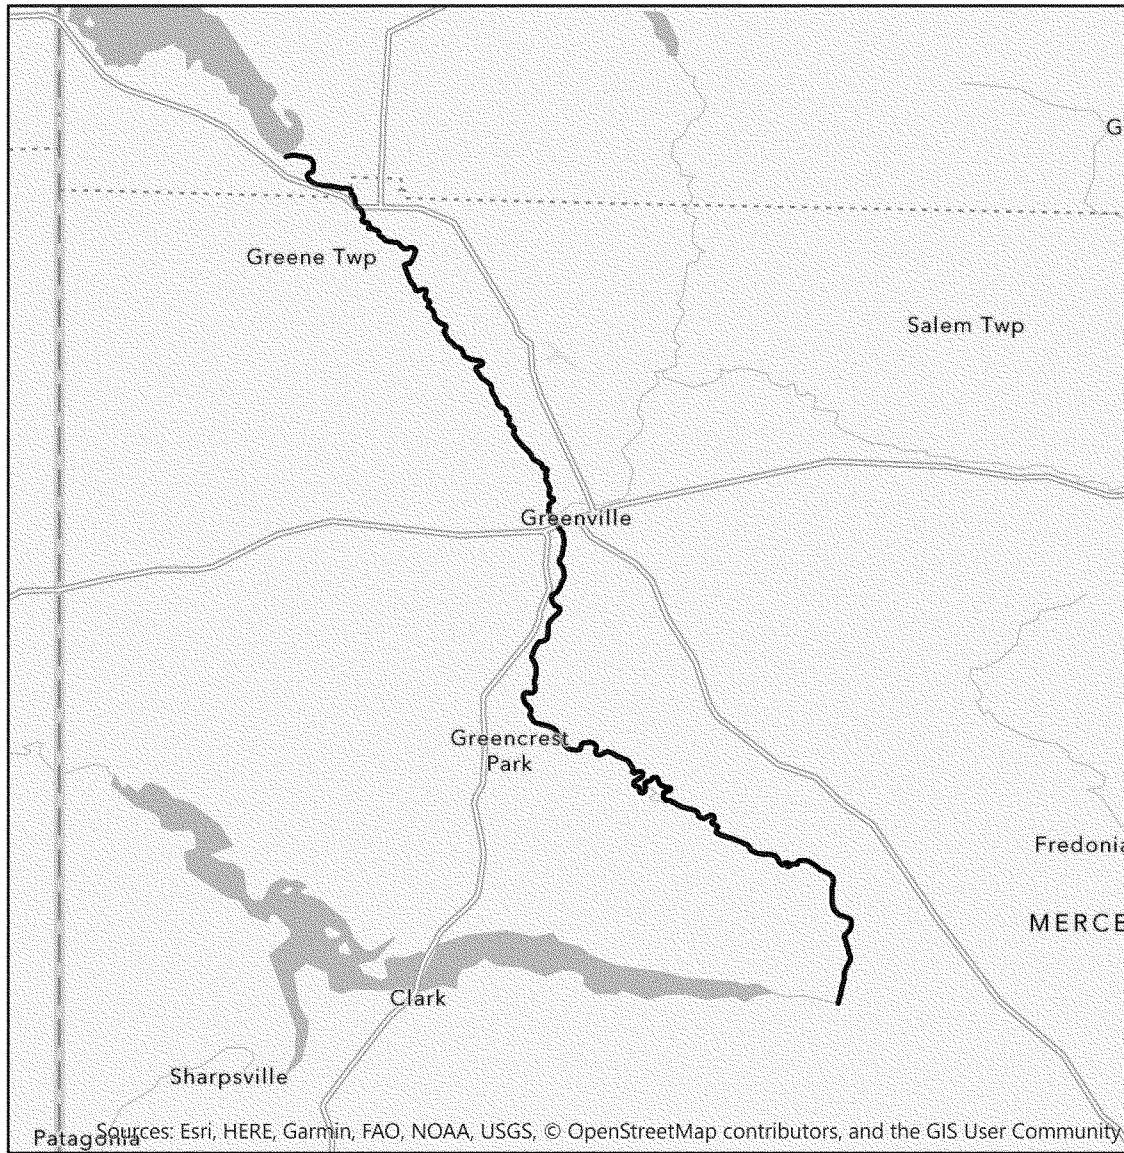 G
Greene Twp
Salem Twp
Greenville
Greencrest
Park
Fredonia
MERCE
Clark
Sharpsville
Patagonia
Sources: Esri, HERE, Garmin, FAO, NOAA, USGS, © OpenStreetMap contributors, and the GIS User Community